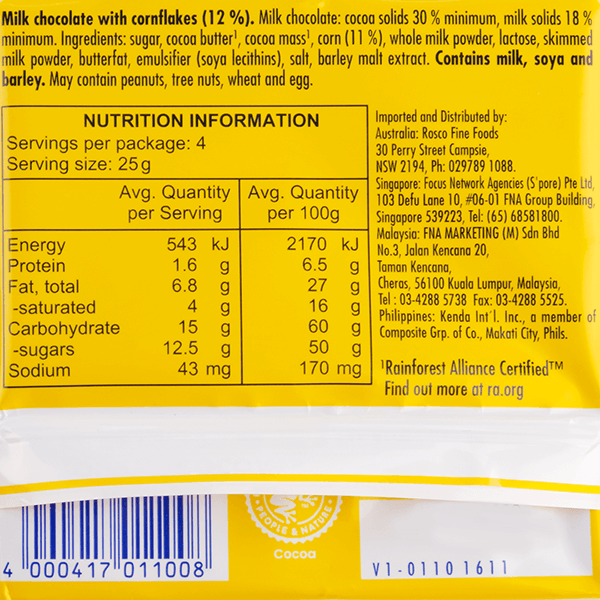 Milk chocolate with cornflakes (12 %). Milk chocolate: cocoa solids 30 % minimum, milk solids 18 %
minimum. Ingredients: sugar, cocoa butter¹, cocoa mass¹, corn (11 %), whole milk powder, lactose, skimmed
milk powder, butterfat, emulsifier (soya lecithins), salt, barley malt extract. Contains milk, soya and
barley. May contain peanuts, tree nuts, wheat and egg.
NUTRITION INFORMATION
Servings per package: 4
Serving size: 25 g
Avg. Quantity per Serving Avg. Quantity per 100g
Energy 543 kJ 2170 kJ
Protein 1.6 g 6.5 g
Fat, total 6.8 g 27 g
-saturated 4 g 16 g
Carbohydrate 15 g 60 g
-sugars 12.5 g 50 g
Sodium 43 mg 170 mg
Imported and Distributed by:
Australia: Rosco Fine Foods
30 Perry Street Campsie,
NSW 2194, Ph: 029789 1088.
Singapore: Focus Network Agencies (S'pore) Pte Ltd,
103 Defu Lane 10, #06-01 FNA Group Building,
Singapore 539223, Tel: (65) 68581800.
Malaysia: FNA MARKETING (M) Sdn Bhd
No.3, Jalan Kencana 20,
Taman Kencana,
Cheras, 56100 Kuala Lumpur, Malaysia,
Tel : 03-4288 5738 Fax: 03-4288 5525.
Philippines: Kenda Int'l. Inc., a member of
Composite Grp. of Co., Makati City, Phils.
¹Rainforest Alliance Certified™
Find out more at ra.org
PEOPLE & NATURE
Cocoa
4 000417 011008
V1-01101611